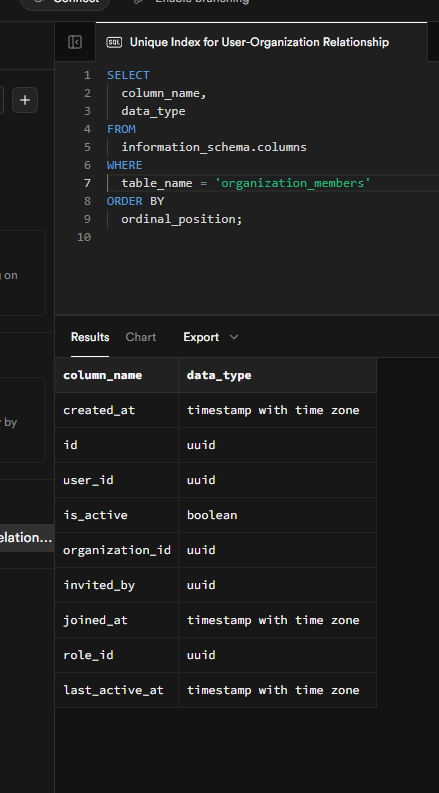 Connect Enable branching
Unique Index for User-Organization Relationship
1 SELECT
2 column_name,
3 data_type
4 FROM
5 information_schema.columns
6 WHERE
7 table_name = 'organization_members'
8 ORDER BY
9 ordinal_position;
10
on
by
elation...
Results Chart Export
column_name data_type
created_at timestamp with time zone
id uuid
user_id uuid
is_active boolean
organization_id uuid
invited_by uuid
joined_at timestamp with time zone
role_id uuid
last_active_at timestamp with time zone